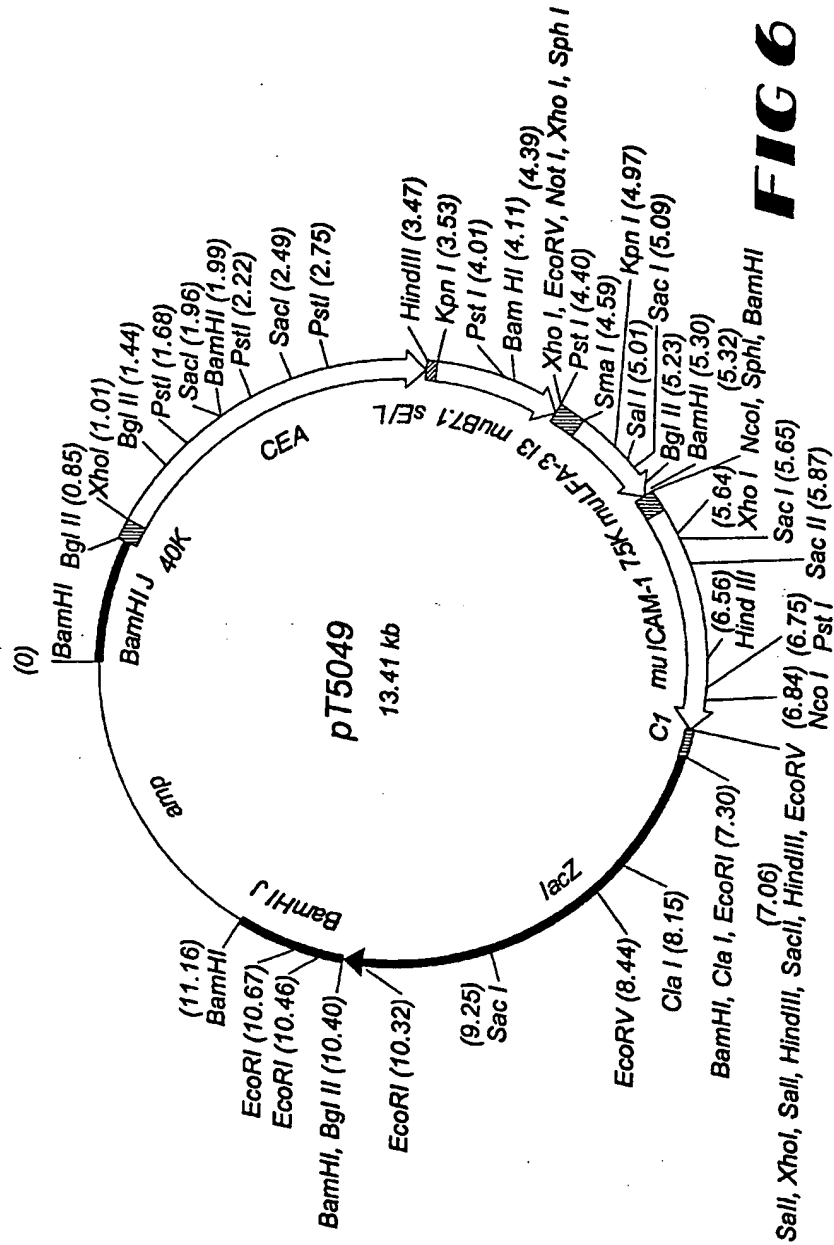 (0)
BamHI
Bgl II (0.85)
XhoI (1.01)
Bgl II (1.44)
PstI (1.68)
SacI (1.96)
BamHI (1.99)
PstI (2.22)
SacI (2.49)
PstI (2.75)
HindIII (3.47)
Kpn I (3.53)
Pst I (4.01)
Bam HI (4.11)
(4.39)
Xho I, EcoRV, Not I, Xho I, Sph I
Pst I (4.40)
Sma I (4.59)
Kpn I (4.97)
Sal I (5.01)
Sac I (5.09)
Bgl II (5.23)
BamHI (5.30)
(5.32)
NcoI, SphI, BamHI
(5.64)
Xho I
Sac I (5.65)
Sac II (5.87)
(6.56)
Hind III
(6.75)
Pst I
(6.84)
Nco I
SalI, XhoI, SalI, HindIII, SacII, HindIII, EcoRV
(7.06)
BamHI, Cla I, EcoRI (7.30)
Cla I (8.15)
EcoRV (8.44)
(9.25)
Sac I
EcoRI (10.32)
BamHI, Bgl II (10.40)
EcoRI (10.46)
EcoRI (10.67)
(11.16)
BamHI
BamHI J
40K
CEA
sE/L
muB7.1
I3
muLFA-3
7.5K
mu ICAM-1
C1
lacZ
BamHI J
amp
pT5049
13.41 kb
FIG 6